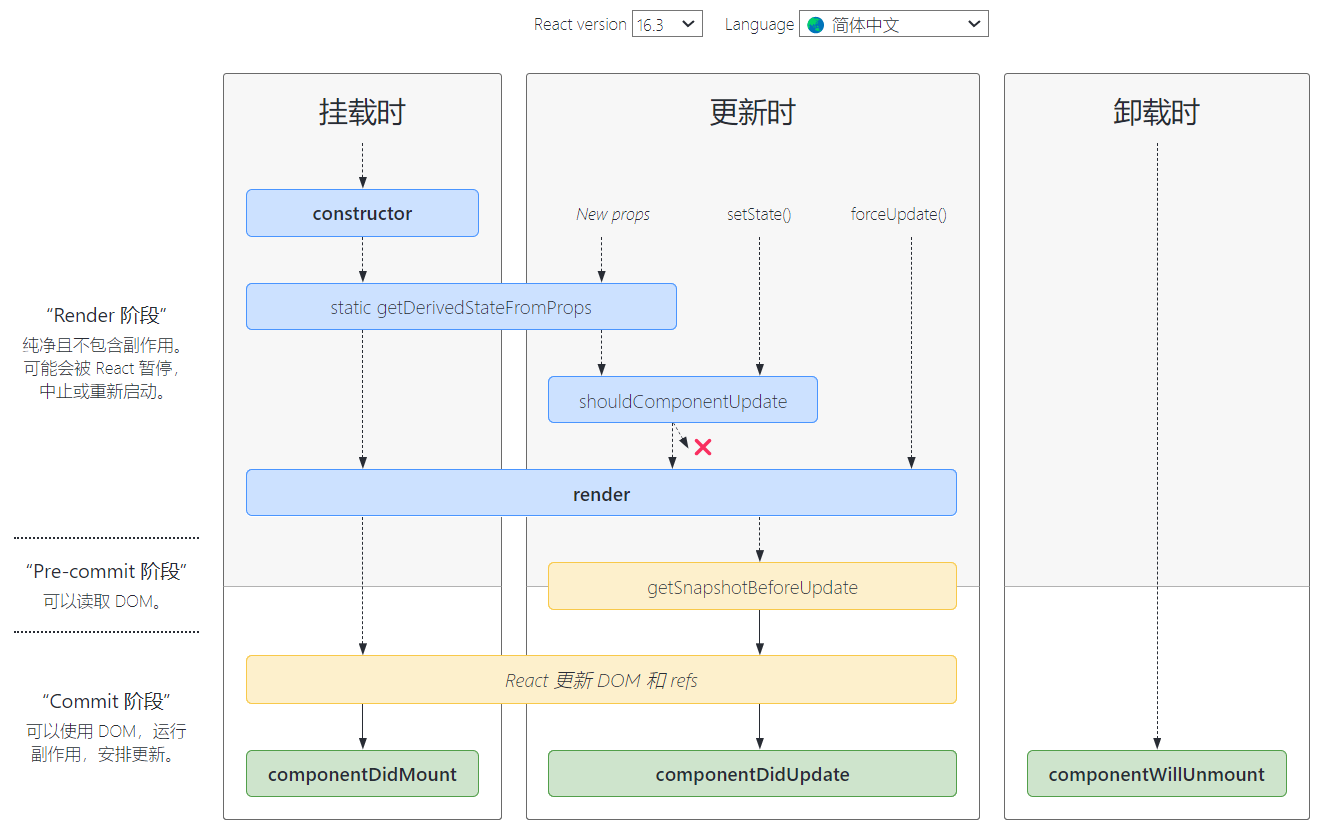 React version 16.3 Language 简体中文
挂载时
更新时
卸载时
constructor
New props
setState()
forceUpdate()
static getDerivedStateFromProps
“Render 阶段”
纯净且不包含副作用。
可能会被 React 暂停，
中止或重新启动。
shouldComponentUpdate
render
“Pre-commit 阶段”
可以读取 DOM。
getSnapshotBeforeUpdate
React 更新 DOM 和 refs
“Commit 阶段”
可以使用 DOM，运行
副作用，安排更新。
componentDidMount
componentDidUpdate
componentWillUnmount